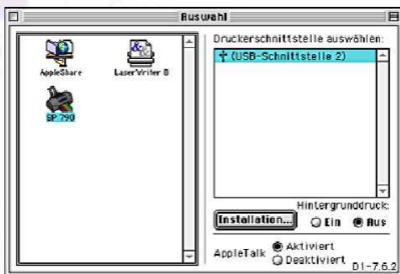 Auswahl
AppleShare
LaserWriter 8
SP 790
Druckerschnittstelle auswählen:
(USB-Schnittstelle 2)
Hintergrunddruck:
Installation...
Ein
Aus
AppleTalk
Aktiviert
Deaktiviert
D1-7.6.2